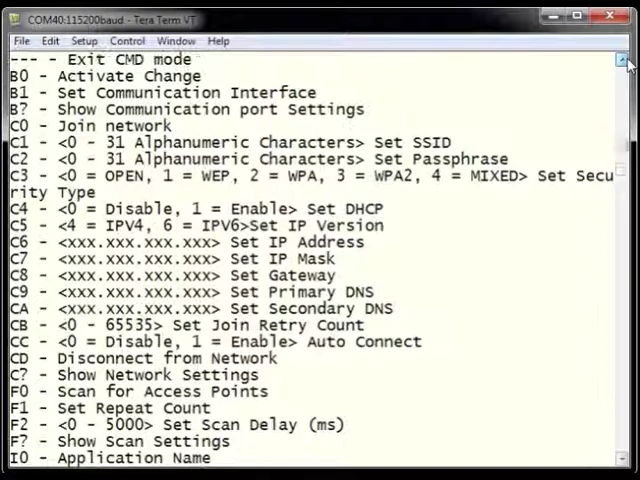 COM40:115200baud - Tera Term VT
File Edit Setup Control Window Help
--- - Exit CMD mode
B0 - Activate Change
B1 - Set Communication Interface
B? - Show Communication port Settings
C0 - Join network
C1 - <0 - 31 Alphanumeric Characters> Set SSID
C2 - <0 - 31 Alphanumeric Characters> Set Passphrase
C3 - <0 = OPEN, 1 = WEP, 2 = WPA, 3 = WPA2, 4 = MIXED> Set Secu
rity Type
C4 - <0 = Disable, 1 = Enable> Set DHCP
C5 - <4 = IPV4, 6 = IPV6>Set IP Version
C6 - <xxx.xxx.xxx.xxx> Set IP Address
C7 - <xxx.xxx.xxx.xxx> Set IP Mask
C8 - <xxx.xxx.xxx.xxx> Set Gateway
C9 - <xxx.xxx.xxx.xxx> Set Primary DNS
CA - <xxx.xxx.xxx.xxx> Set Secondary DNS
CB - <0 - 65535> Set Join Retry Count
CC - <0 = Disable, 1 = Enable> Auto Connect
CD - Disconnect from Network
C? - Show Network Settings
F0 - Scan for Access Points
F1 - Set Repeat Count
F2 - <0 - 5000> Set Scan Delay (ms)
F? - Show Scan Settings
I0 - Application Name